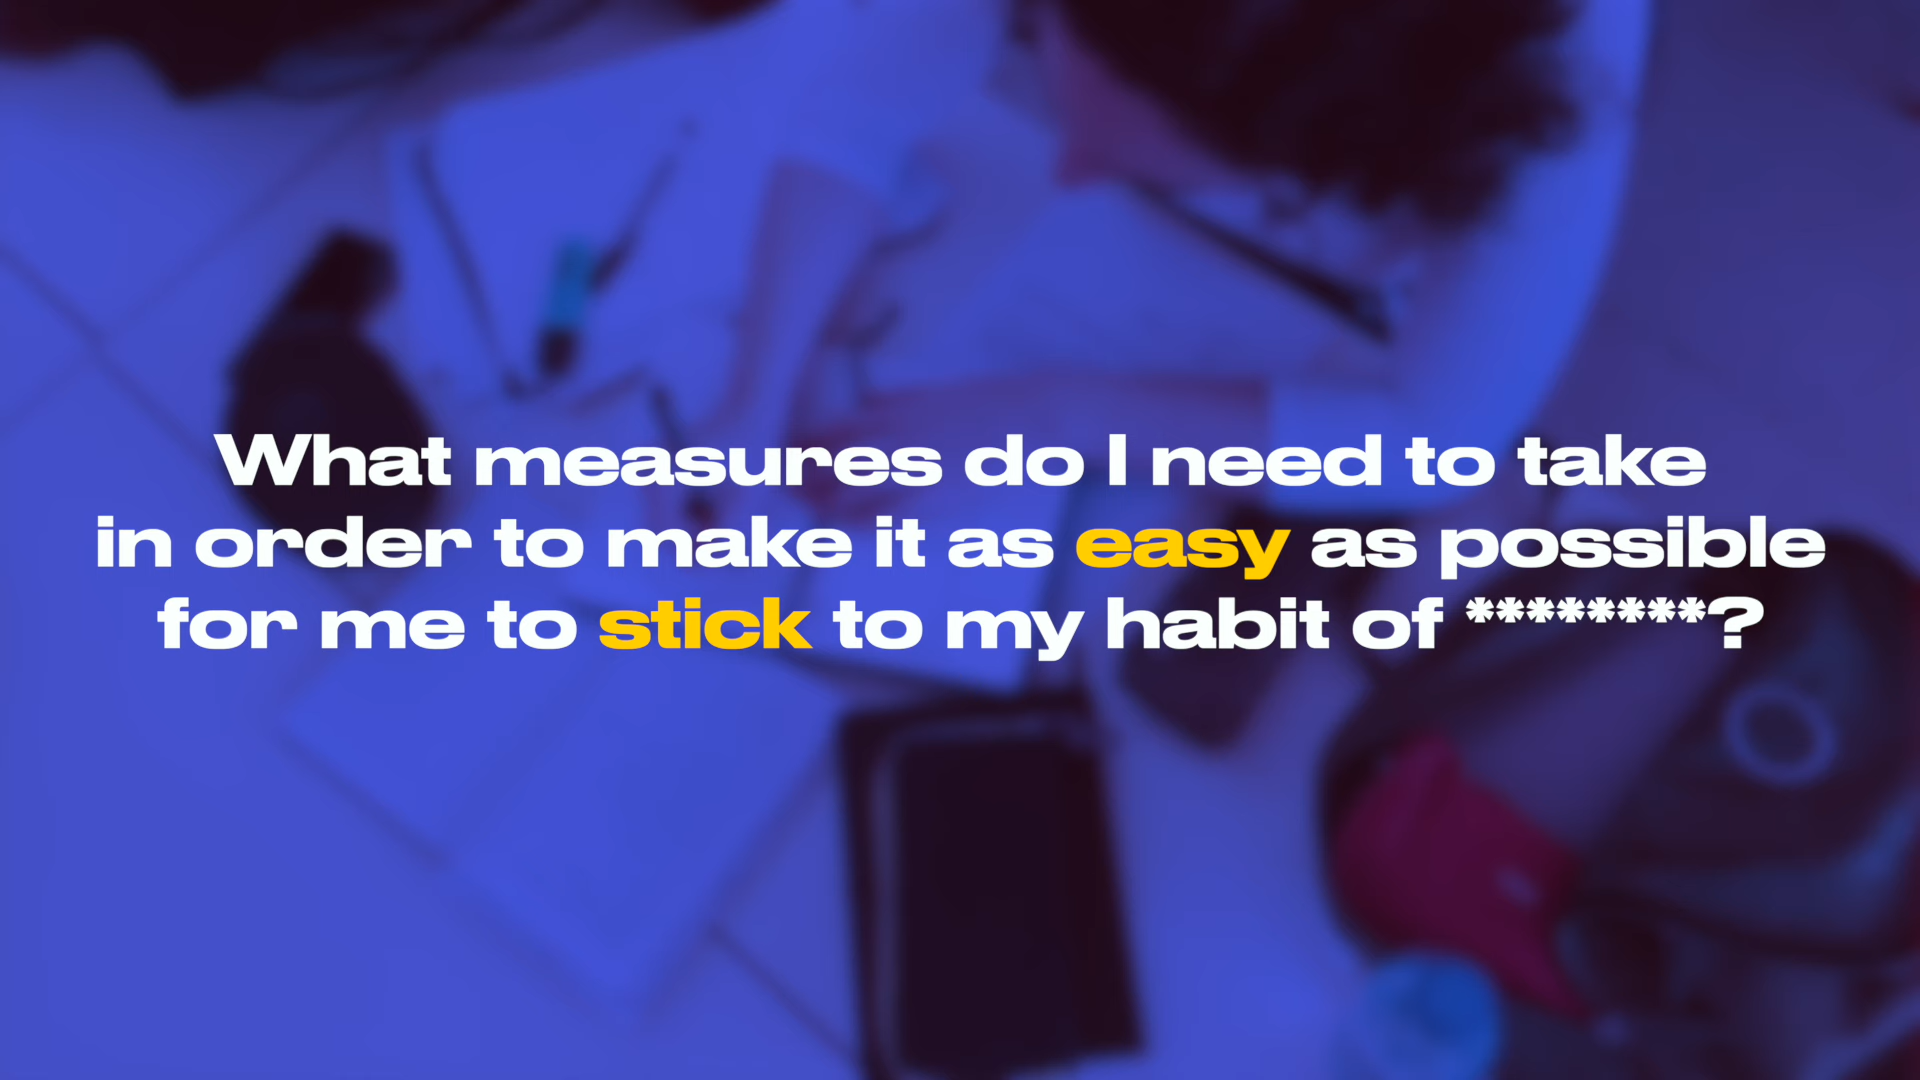 What measures do I need to take
in order to make it as easy as possible
for me to stick to my habit of ********?